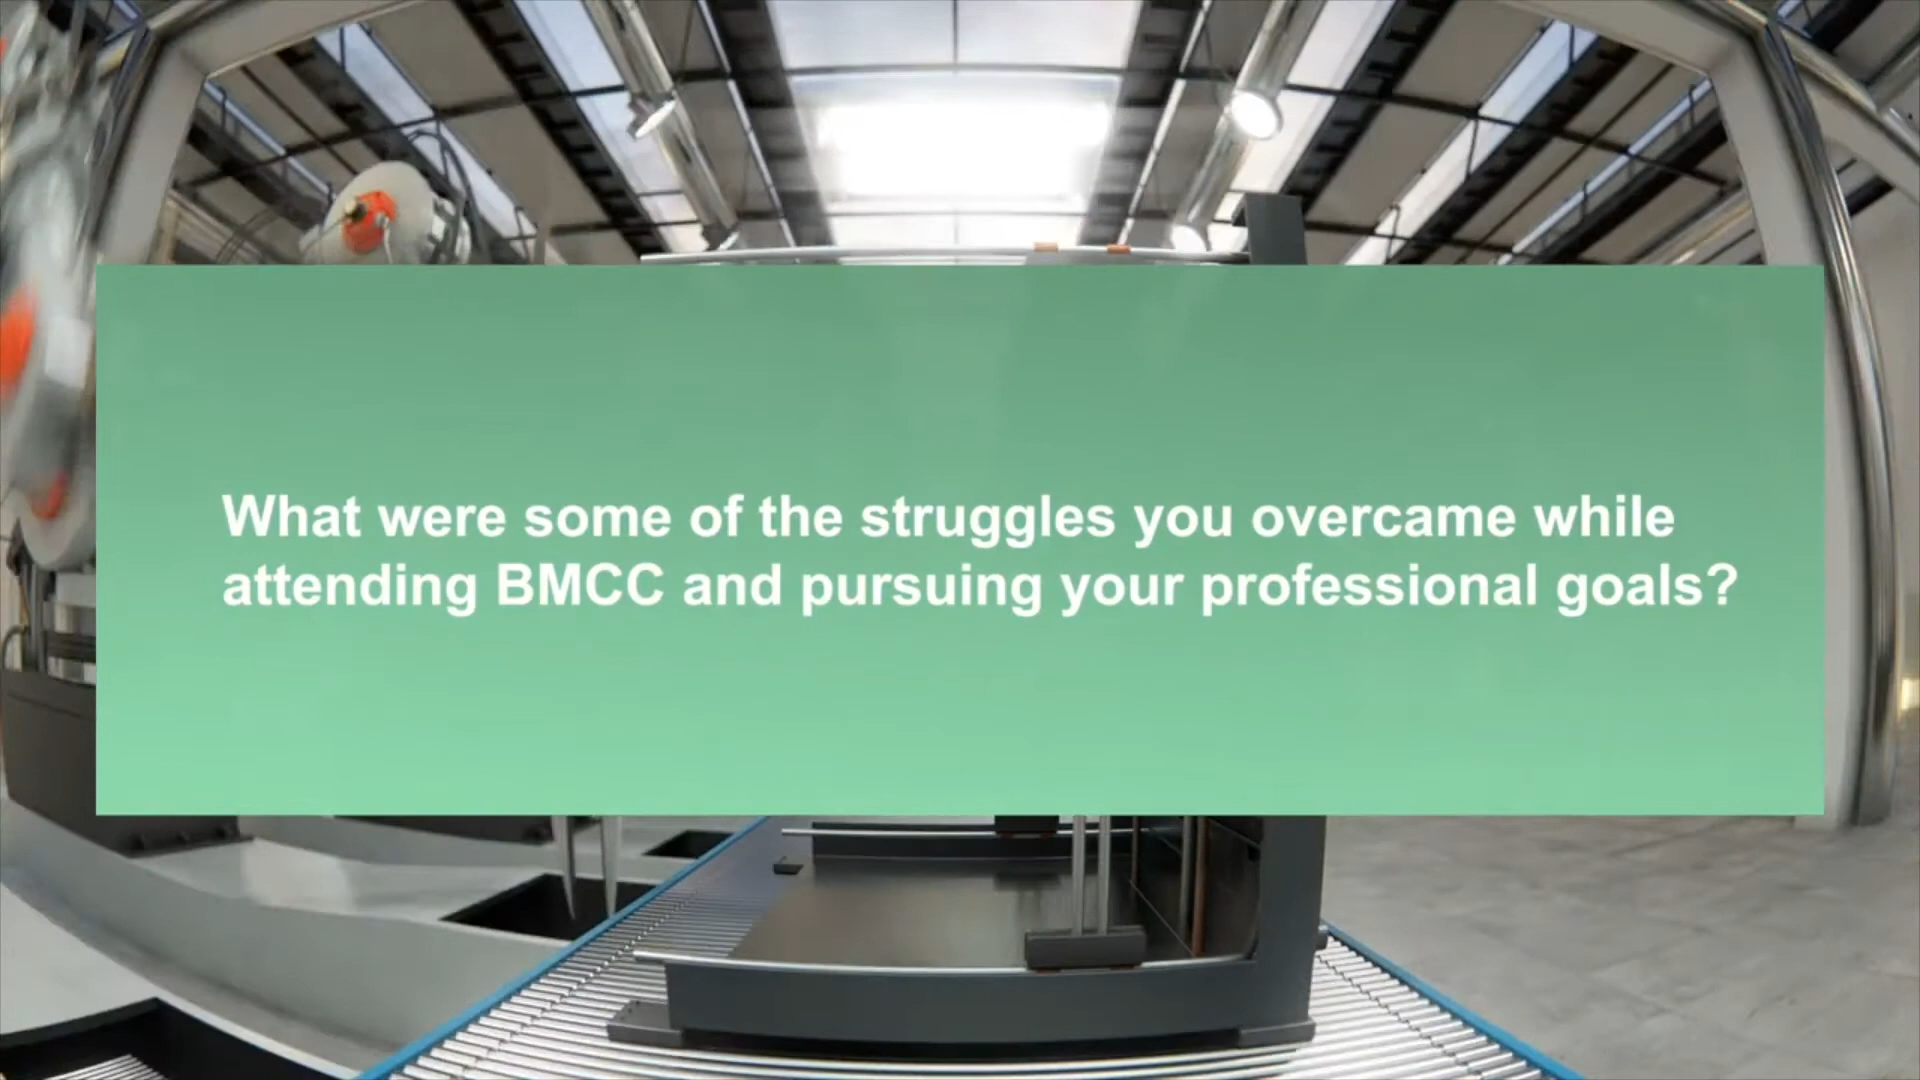 What were some of the struggles you overcame while
attending BMCC and pursuing your professional goals?